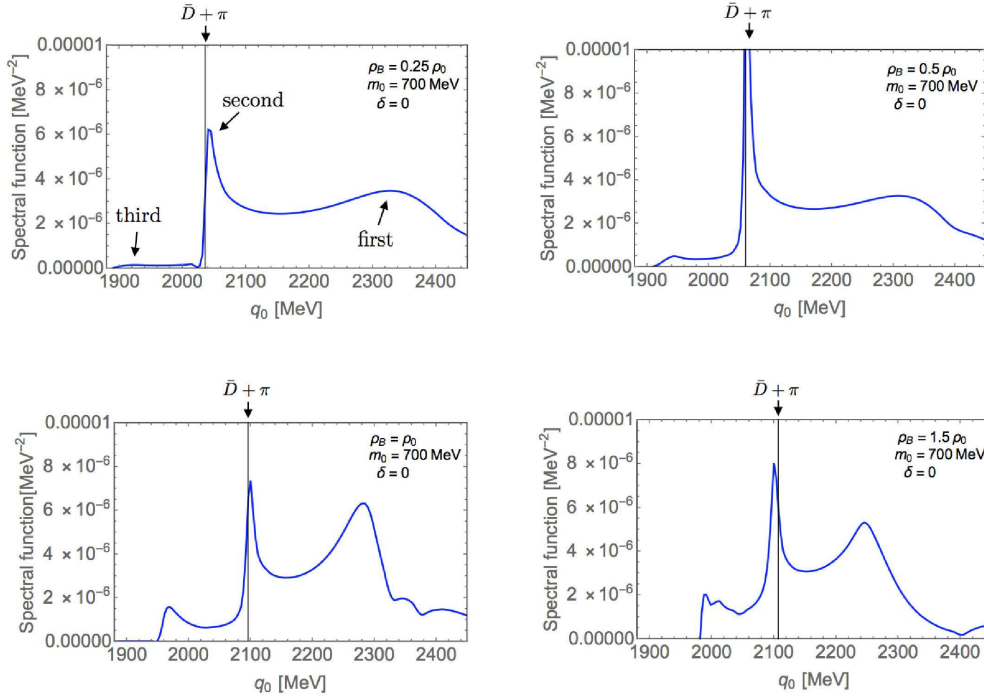 D̄ + π
0.00001
8 × 10⁻⁶
6 × 10⁻⁶
4 × 10⁻⁶
2 × 10⁻⁶
0.00000
Spectral function [MeV⁻²]
ρ_B = 0.25 ρ₀
m₀ = 700 MeV
δ = 0
second
third
first
1900 2000 2100 2200 2300 2400
q₀ [MeV]
D̄ + π
0.00001
8 × 10⁻⁶
6 × 10⁻⁶
4 × 10⁻⁶
2 × 10⁻⁶
0.00000
Spectral function [MeV⁻²]
ρ_B = 0.5 ρ₀
m₀ = 700 MeV
δ = 0
1900 2000 2100 2200 2300 2400
q₀ [MeV]
D̄ + π
0.00001
8 × 10⁻⁶
6 × 10⁻⁶
4 × 10⁻⁶
2 × 10⁻⁶
0.00000
Spectral function[MeV⁻²]
ρ_B = ρ₀
m₀ = 700 MeV
δ = 0
1900 2000 2100 2200 2300 2400
q₀ [MeV]
D̄ + π
0.00001
8 × 10⁻⁶
6 × 10⁻⁶
4 × 10⁻⁶
2 × 10⁻⁶
0.00000
Spectral function [MeV⁻²]
ρ_B = 1.5 ρ₀
m₀ = 700 MeV
δ = 0
1900 2000 2100 2200 2300 2400
q₀ [MeV]